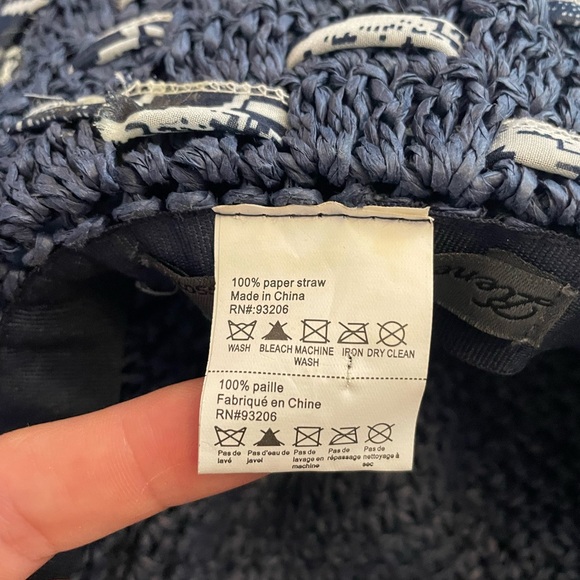 100% paper straw
Made in China
RN#:93206
WASH BLEACH MACHINE IRON DRY CLEAN
WASH
100% paille
Fabriqué en Chine
RN#93206
Pas de Pas d'eau de Pas de Pas de Pas de
lavé javel lavage en répassage nettoyage à
machine sec